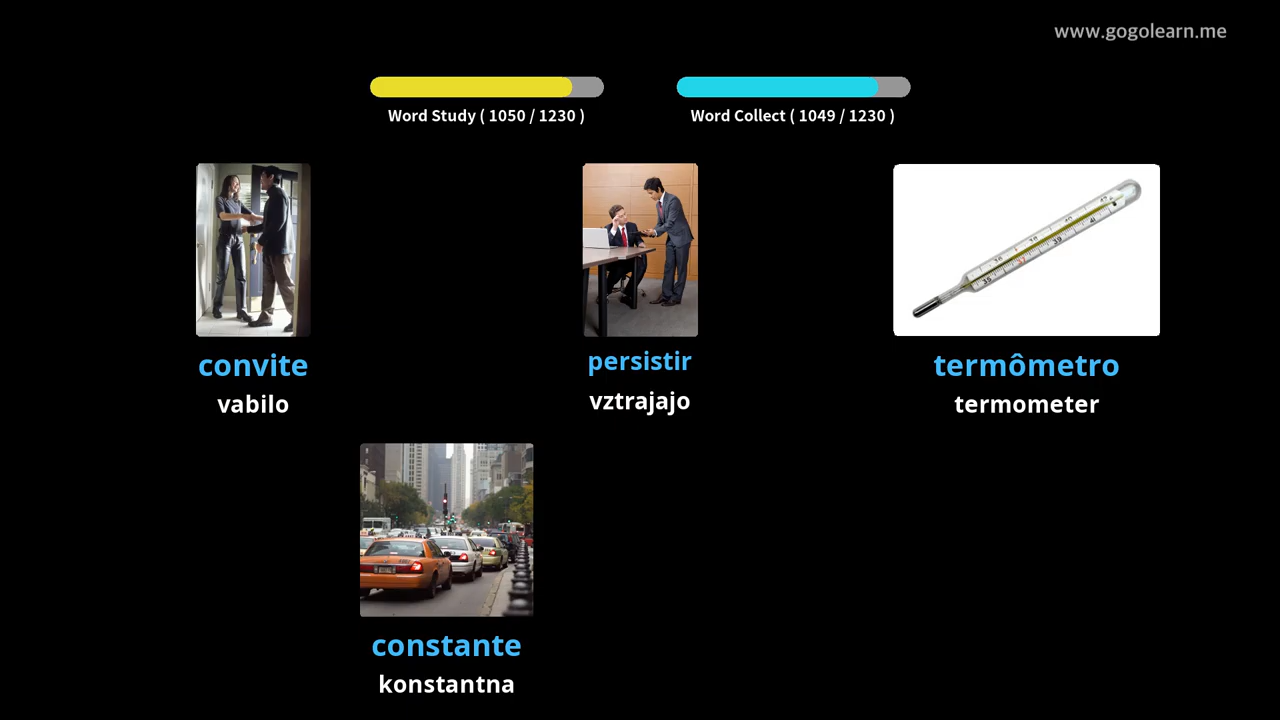 www.gogolearn.me
Word Study ( 1050 / 1230 )
Word Collect ( 1049 / 1230 )
convite
vabilo
persistir
vztrajajo
termômetro
termometer
constante
konstantna